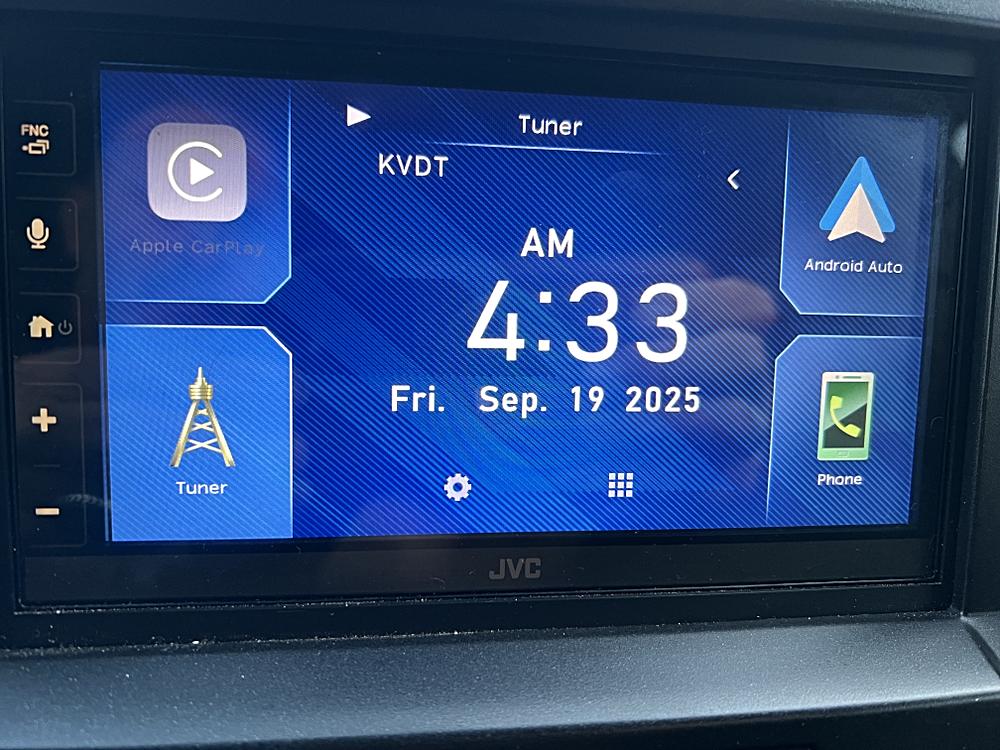 FNC
Apple CarPlay
Tuner
KVDT
Android Auto
AM
4:33
Fri. Sep. 19 2025
Tuner
Phone
JVC